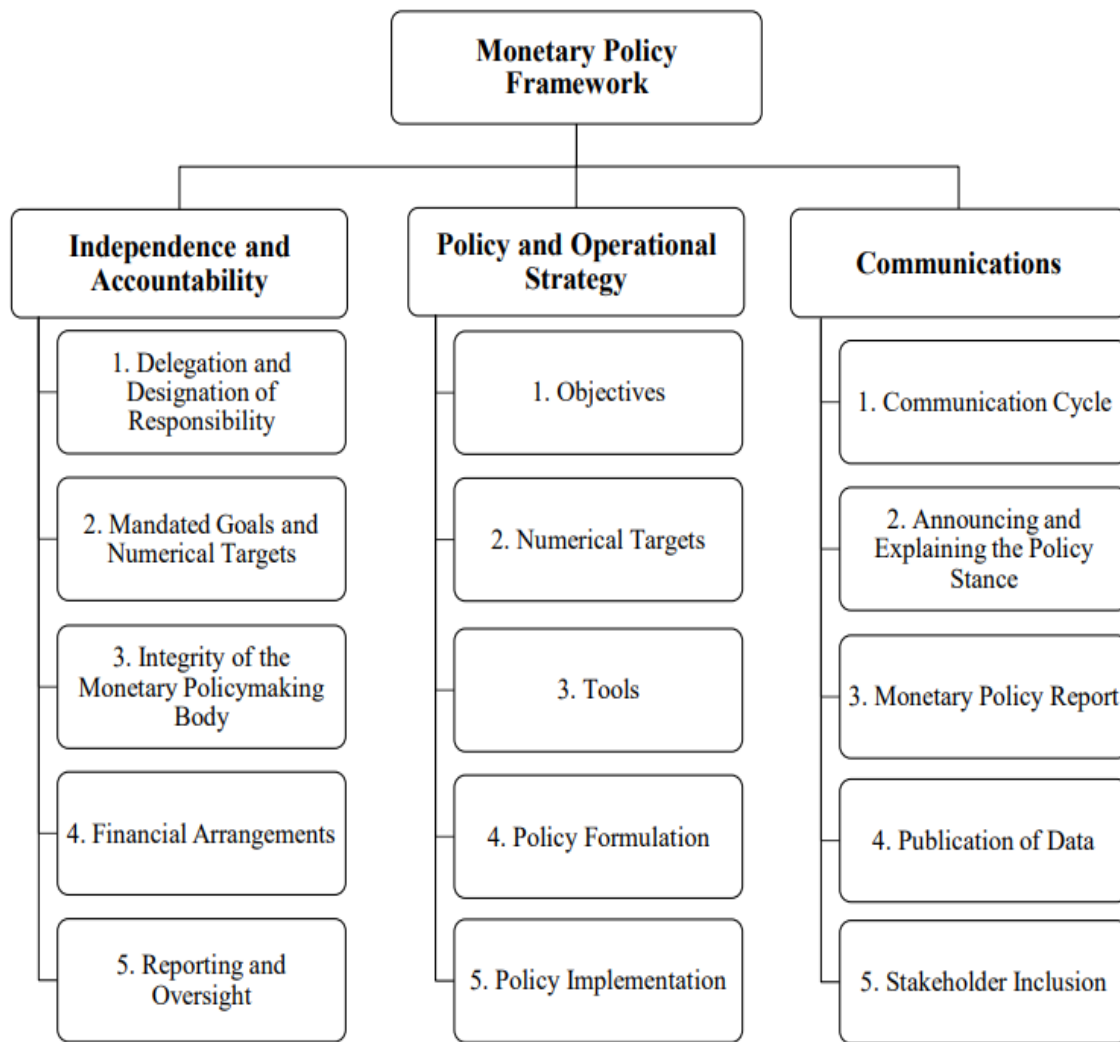 Monetary Policy
Framework
Independence and
Accountability
1. Delegation and
Designation of
Responsibility
2. Mandated Goals and
Numerical Targets
3. Integrity of the
Monetary Policymaking
Body
4. Financial Arrangements
5. Reporting and
Oversight
Policy and Operational
Strategy
1. Objectives
2. Numerical Targets
3. Tools
4. Policy Formulation
5. Policy Implementation
Communications
1. Communication Cycle
2. Announcing and
Explaining the Policy
Stance
3. Monetary Policy Report
4. Publication of Data
5. Stakeholder Inclusion